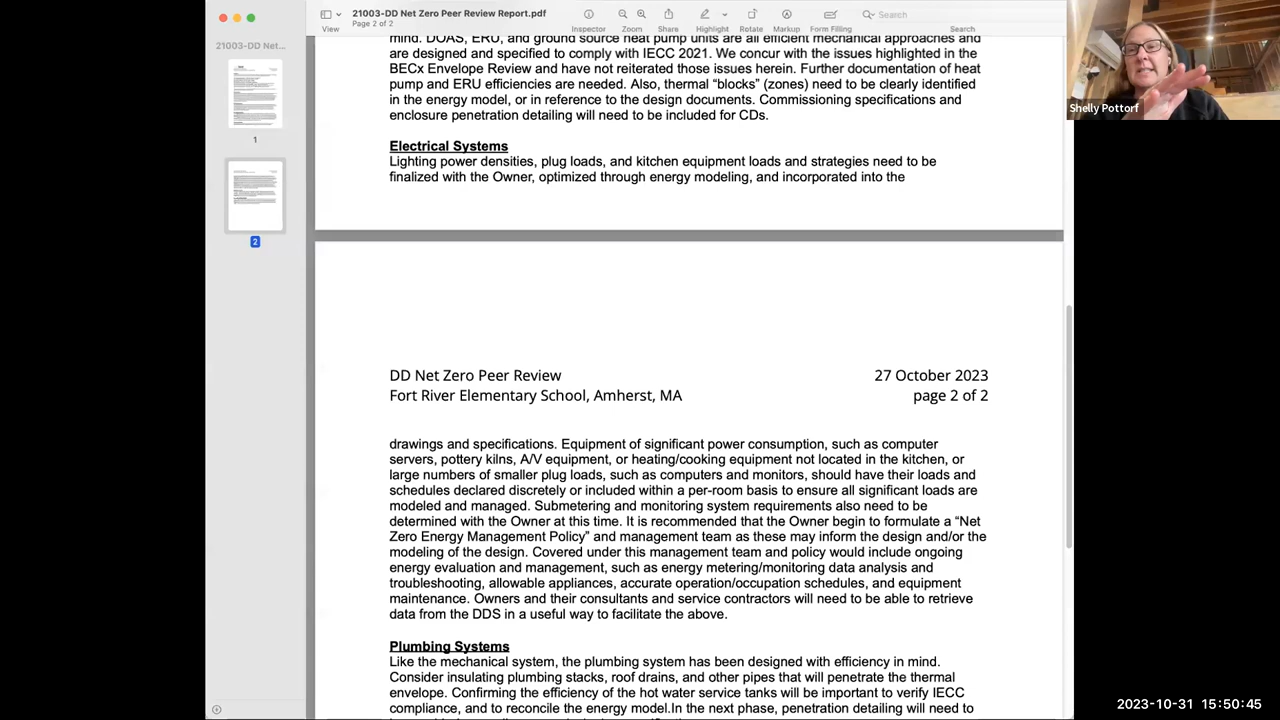 21003-DD Net Zero Peer Review Report.pdf
Page 2 of 2
View
Inspector
Zoom
Share
Highlight
Rotate
Markup
Form Filling
Search
Search
21003-DD Net...
1
2
mind. DOAS, ERU, and ground source heat pump units are all efficient mechanical approaches and
are designed and specified to comply with IECC 2021. We concur with the issues highlighted in the
BECx Envelope Review and have not reiterated those issues herein. Further documentation of heat
pump and ERU efficiencies are needed. Also, thermal “blocks” (zones) need to be clearly identified
in the energy model or in reference to the design documents. Commissioning specifications and
enclosure penetration detailing will need to be included for CDs.
Electrical Systems
Lighting power densities, plug loads, and kitchen equipment loads and strategies need to be
finalized with the Owner, optimized through energy modeling, and incorporated into the
DD Net Zero Peer Review
27 October 2023
Fort River Elementary School, Amherst, MA
page 2 of 2
drawings and specifications. Equipment of significant power consumption, such as computer
servers, pottery kilns, A/V equipment, or heating/cooking equipment not located in the kitchen, or
large numbers of smaller plug loads, such as computers and monitors, should have their loads and
schedules declared discretely or included within a per-room basis to ensure all significant loads are
modeled and managed. Submetering and monitoring system requirements also need to be
determined with the Owner at this time. It is recommended that the Owner begin to formulate a “Net
Zero Energy Management Policy” and management team as these may inform the design and/or the
modeling of the design. Covered under this management team and policy would include ongoing
energy evaluation and management, such as energy metering/monitoring data analysis and
troubleshooting, allowable appliances, accurate operation/occupation schedules, and equipment
maintenance. Owners and their consultants and service contractors will need to be able to retrieve
data from the DDS in a useful way to facilitate the above.
Plumbing Systems
Like the mechanical system, the plumbing system has been designed with efficiency in mind.
Consider insulating plumbing stacks, roof drains, and other pipes that will penetrate the thermal
envelope. Confirming the efficiency of the hot water service tanks will be important to verify IECC
compliance, and to reconcile the energy model.In the next phase, penetration detailing will need to
Shelly Pottorf
2023-10-31 15:50:45